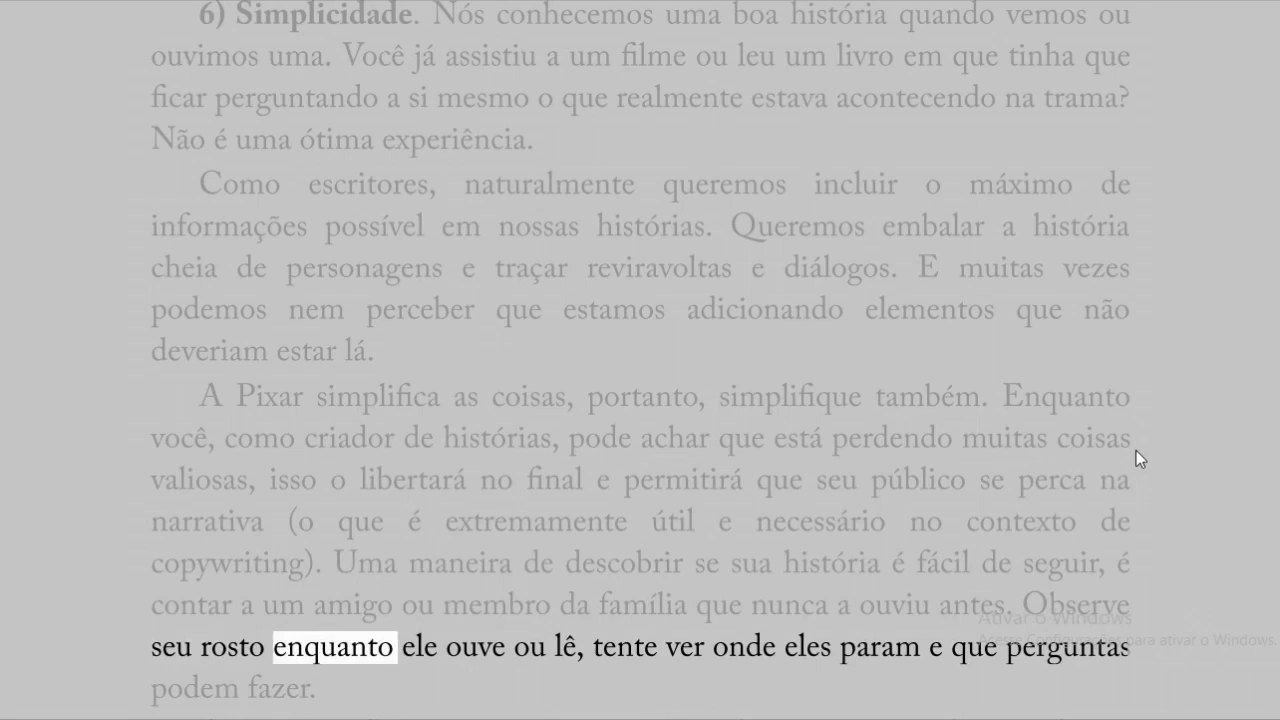 6) Simplicidade. Nós conhecemos uma boa história quando vemos ou
ouvimos uma. Você já assistiu a um filme ou leu um livro em que tinha que
ficar perguntando a si mesmo o que realmente estava acontecendo na trama?
Não é uma ótima experiência.
Como escritores, naturalmente queremos incluir o máximo de
informações possível em nossas histórias. Queremos embalar a história
cheia de personagens e traçar reviravoltas e diálogos. E muitas vezes
podemos nem perceber que estamos adicionando elementos que não
deveriam estar lá.
A Pixar simplifica as coisas, portanto, simplifique também. Enquanto
você, como criador de histórias, pode achar que está perdendo muitas coisas
valiosas, isso o libertará no final e permitirá que seu público se perca na
narrativa (o que é extremamente útil e necessário no contexto de
copywriting). Uma maneira de descobrir se sua história é fácil de seguir, é
contar a um amigo ou membro da família que nunca a ouviu antes. Observe
Ativar o Windows
seu rosto enquanto ele ouve ou lê, tente ver onde eles param e que perguntas
Acesse Configurações para ativar o Windows.
podem fazer.